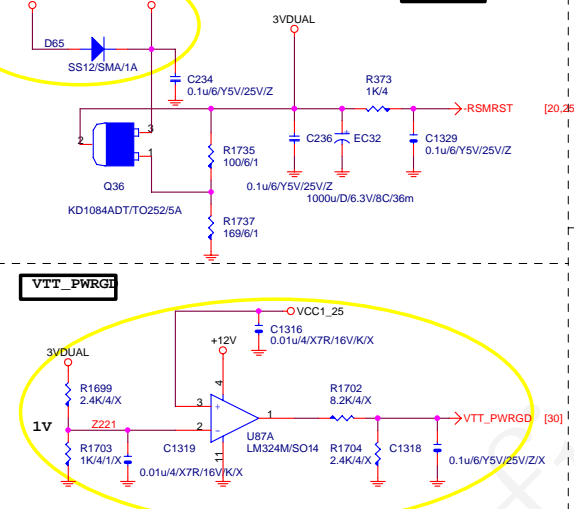 D65
SS12/SMA/1A
3VDUAL
C234
0.1u/6/Y5V/25V/Z
R373
1K/4
-RSMRST
[20,25
2
3
1
Q36
KD1084ADT/TO252/5A
R1735
100/6/1
C236
EC32
C1329
0.1u/6/Y5V/25V/Z
0.1u/6/Y5V/25V/Z
1000u/D/6.3V/8C/36m
R1737
169/6/1
VTT_PWRGD
VCC1_25
C1316
0.01u/4/X7R/16V/K/X
+12V
3VDUAL
R1699
2.4K/4/X
4
3
+
1
R1702
8.2K/4/X
VTT_PWRGD
[30]
1V
Z221
2
-
11
U87A
LM324M/SO14
R1703
1K/4/1/X
C1319
0.01u/4/X7R/16V/K/X
R1704
2.4K/4/X
C1318
0.1u/6/Y5V/25V/Z/X